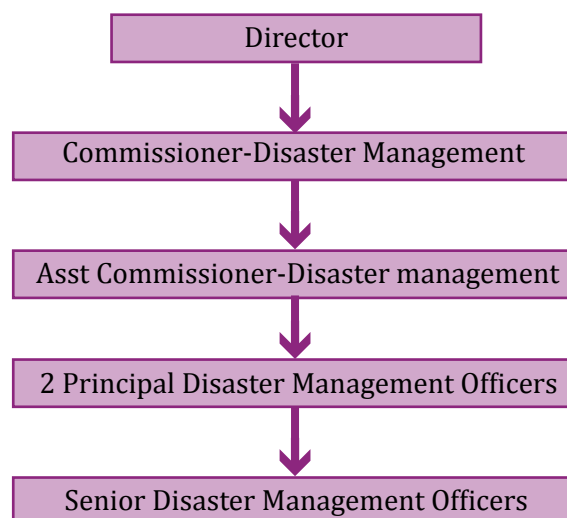 Director
Commissioner-Disaster Management
Asst Commissioner-Disaster management
2 Principal Disaster Management Officers
Senior Disaster Management Officers